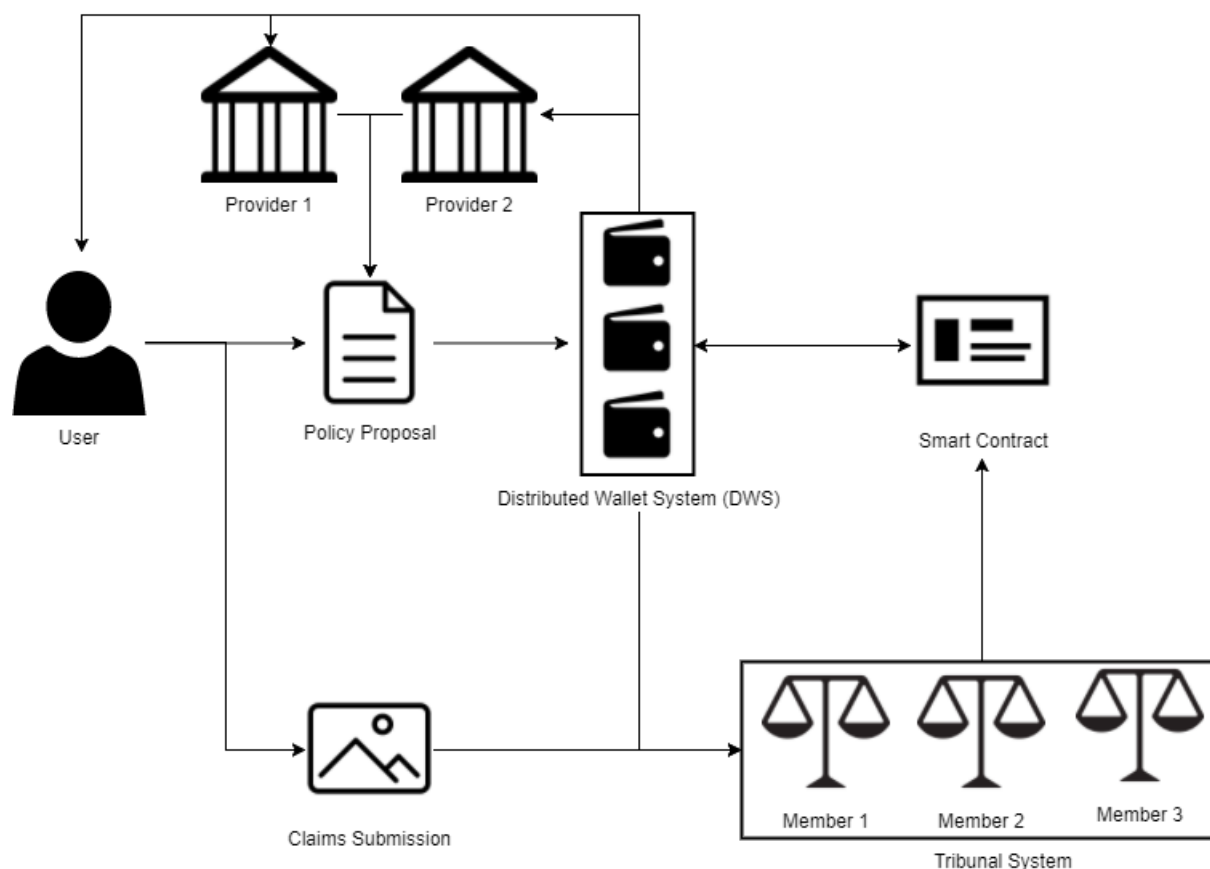 Provider 1
Provider 2
User
Policy Proposal
Distributed Wallet System (DWS)
Smart Contract
Claims Submission
Member 1
Member 2
Member 3
Tribunal System